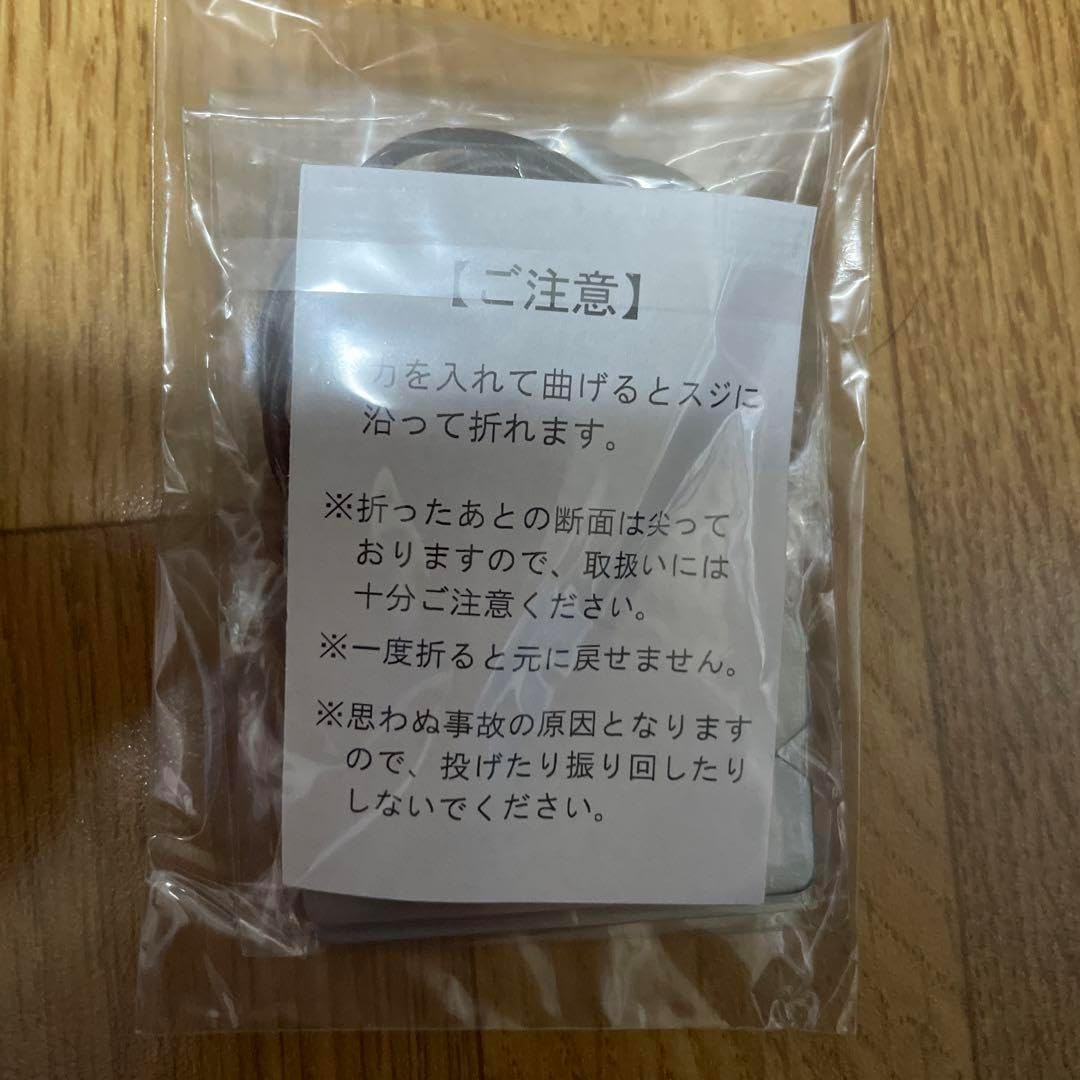 【ご注意】
力を入れて曲げるとスジに
沿って折れます。
※折ったあとの断面は尖って
おりますので、取扱いには
十分ご注意ください。
※一度折ると元に戻せません。
※思わぬ事故の原因となります
ので、投げたり振り回したり
しないでください。